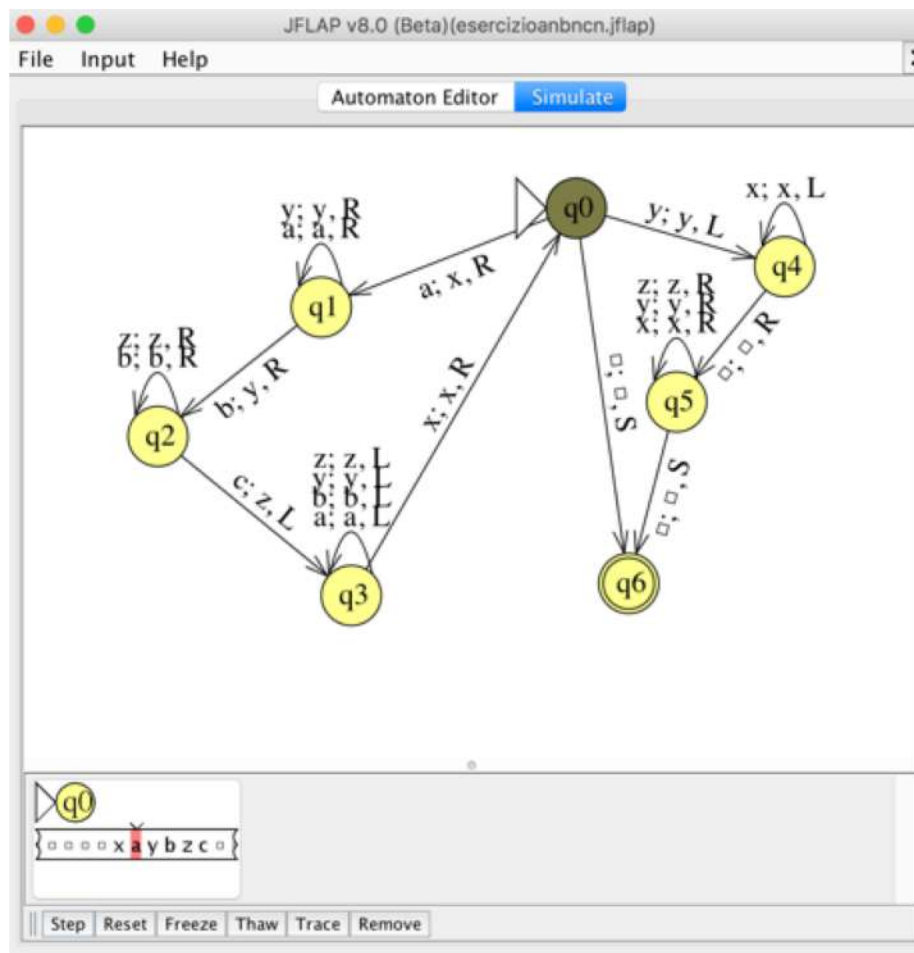 JFLAP v8.0 (Beta)(esercizioanbncn.jflap)
File Input Help
Automaton Editor Simulate
x; x, L
y; y, R
a; a, R
q0
y; y, L
q4
a; x, R
z; z, R
y; y, R
x; x, R
q1
□; □, R
z; z, R
b; b, R
b; y, R
x; x, R
□; □, S
q5
q2
z; z, L
y; y, L
b; b, L
a; a, L
c; z, L
□; □, S
q3
q6
q0
□ □ □ □ x a y b z c □
Step Reset Freeze Thaw Trace Remove